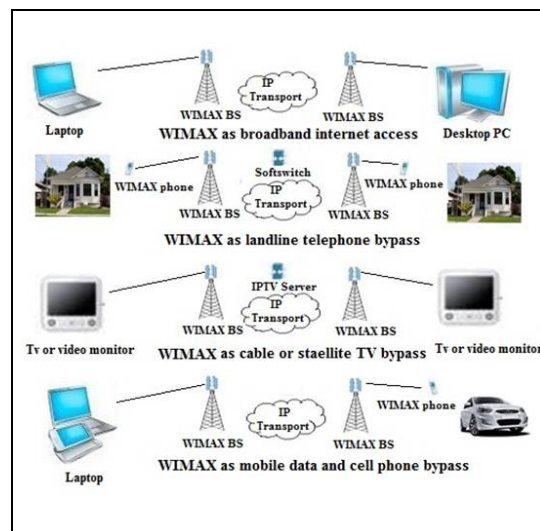 IP
Transport
WIMAX BS
WIMAX BS
Laptop
Desktop PC
WIMAX as broadband internet access
Softswitch
WIMAX phone
IP
Transport
WIMAX phone
WIMAX BS
WIMAX BS
WIMAX as landline telephone bypass
IPTV Server
IP
Transport
WIMAX BS
WIMAX BS
Tv or video monitor
Tv or video monitor
WIMAX as cable or staellite TV bypass
WIMAX phone
IP
Transport
WIMAX BS
WIMAX BS
WIMAX as mobile data and cell phone bypass
Laptop